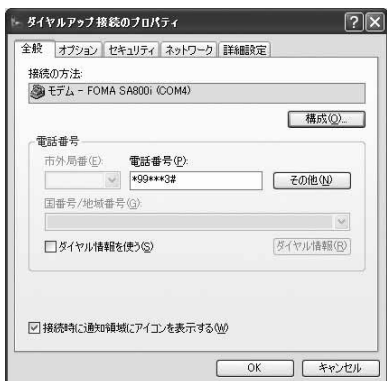 ダイヤルアップ接続のプロパティ
全般 オプション セキュリティ ネットワーク 詳細設定
接続の方法:
モデム - FOMA SA800i (COM4)
構成(O)...
電話番号
市外局番(E): 電話番号(P):
*99***3# その他(N)
国番号/地域番号(G):
ダイヤル情報を使う(S) ダイヤル情報(R)
接続時に通知領域にアイコンを表示する(W)
OK キャンセル